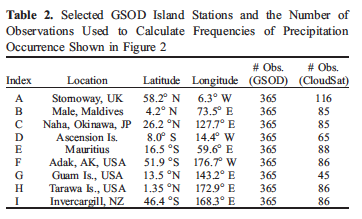 Table 2. Selected GSOD Island Stations and the Number of
Observations Used to Calculate Frequencies of Precipitation
Occurrence Shown in Figure 2
# Obs. # Obs.
Index Location Latitude Longitude (GSOD) (CloudSat)
A Stornoway, UK 58.2° N 6.3° W 365 116
B Male, Maldives 4.2° N 73.5° E 365 85
C Naha, Okinawa, JP 26.2 °N 127.7° E 365 85
D Ascension Is. 8.0° S 14.4° W 365 65
E Mauritius 16.5 °S 59.6° E 365 88
F Adak, AK, USA 51.9 °S 176.7° W 365 86
G Guam Is., USA 13.5 °N 143.2° E 365 45
H Tarawa Is., USA 1.35 °N 172.9° E 365 86
I Invercargill, NZ 46.4 °S 168.3° E 365 86